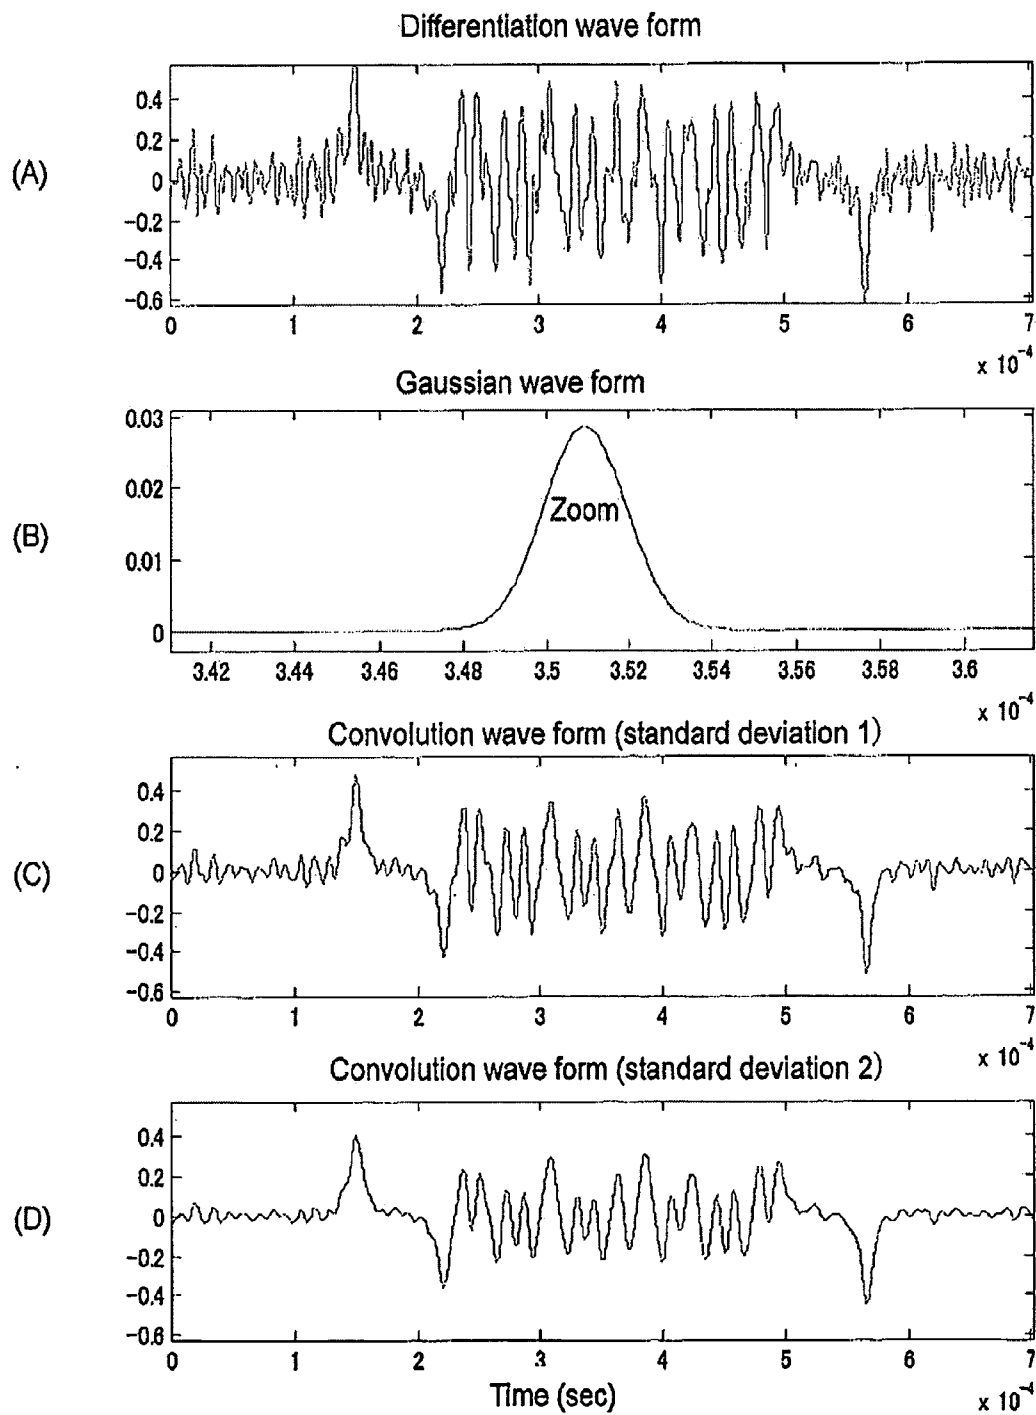 Differentiation wave form
(A)
0.4
0.2
0
-0.2
-0.4
-0.6
0 1 2 3 4 5 6 7
x 10-4
Gaussian wave form
(B)
0.03
0.02
0.01
0
Zoom
3.42 3.44 3.46 3.48 3.5 3.52 3.54 3.56 3.58 3.6
x 10-4
Convolution wave form (standard deviation 1)
(C)
0.4
0.2
0
-0.2
-0.4
-0.6
0 1 2 3 4 5 6 7
x 10-4
Convolution wave form (standard deviation 2)
(D)
0.4
0.2
0
-0.2
-0.4
-0.6
0 1 2 3 4 5 6 7
Time (sec)
x 10-4